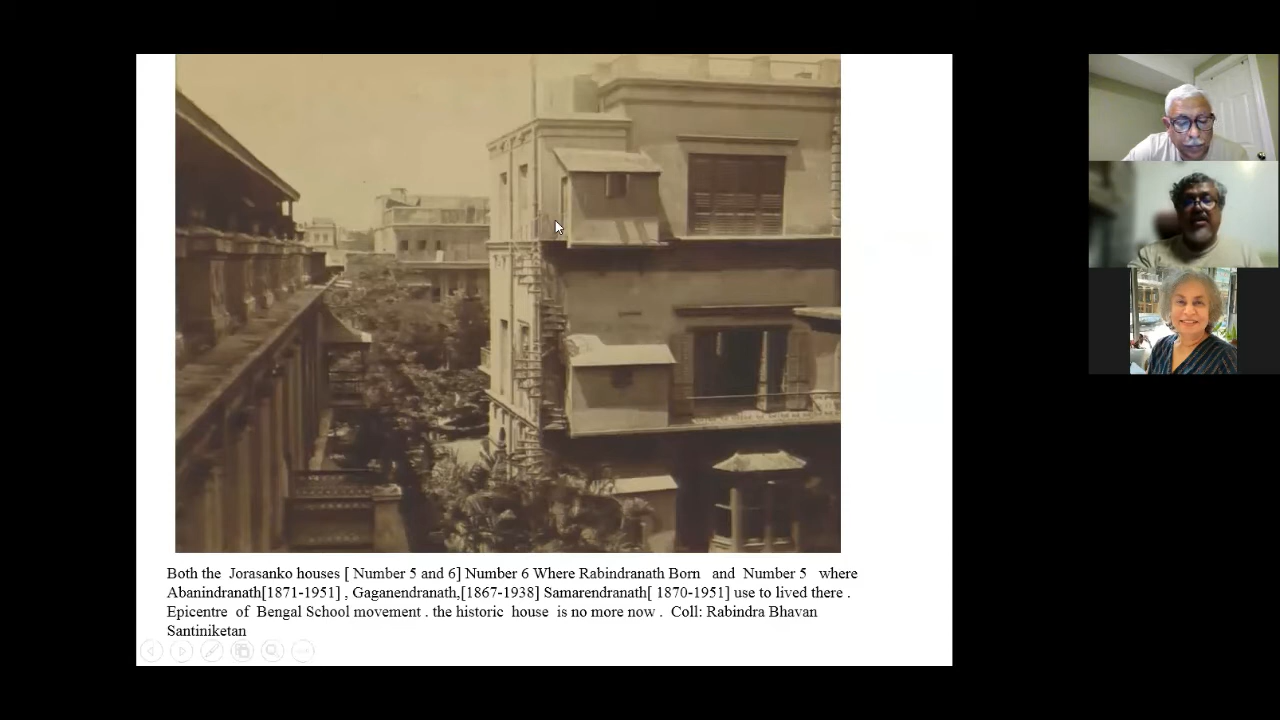 Both the Jorasanko houses [ Number 5 and 6] Number 6 Where Rabindranath Born and Number 5 where
Abanindranath[1871-1951] , Gaganendranath,[1867-1938] Samarendranath[ 1870-1951] use to lived there .
Epicentre of Bengal School movement . the historic house is no more now . Coll: Rabindra Bhavan
Santiniketan